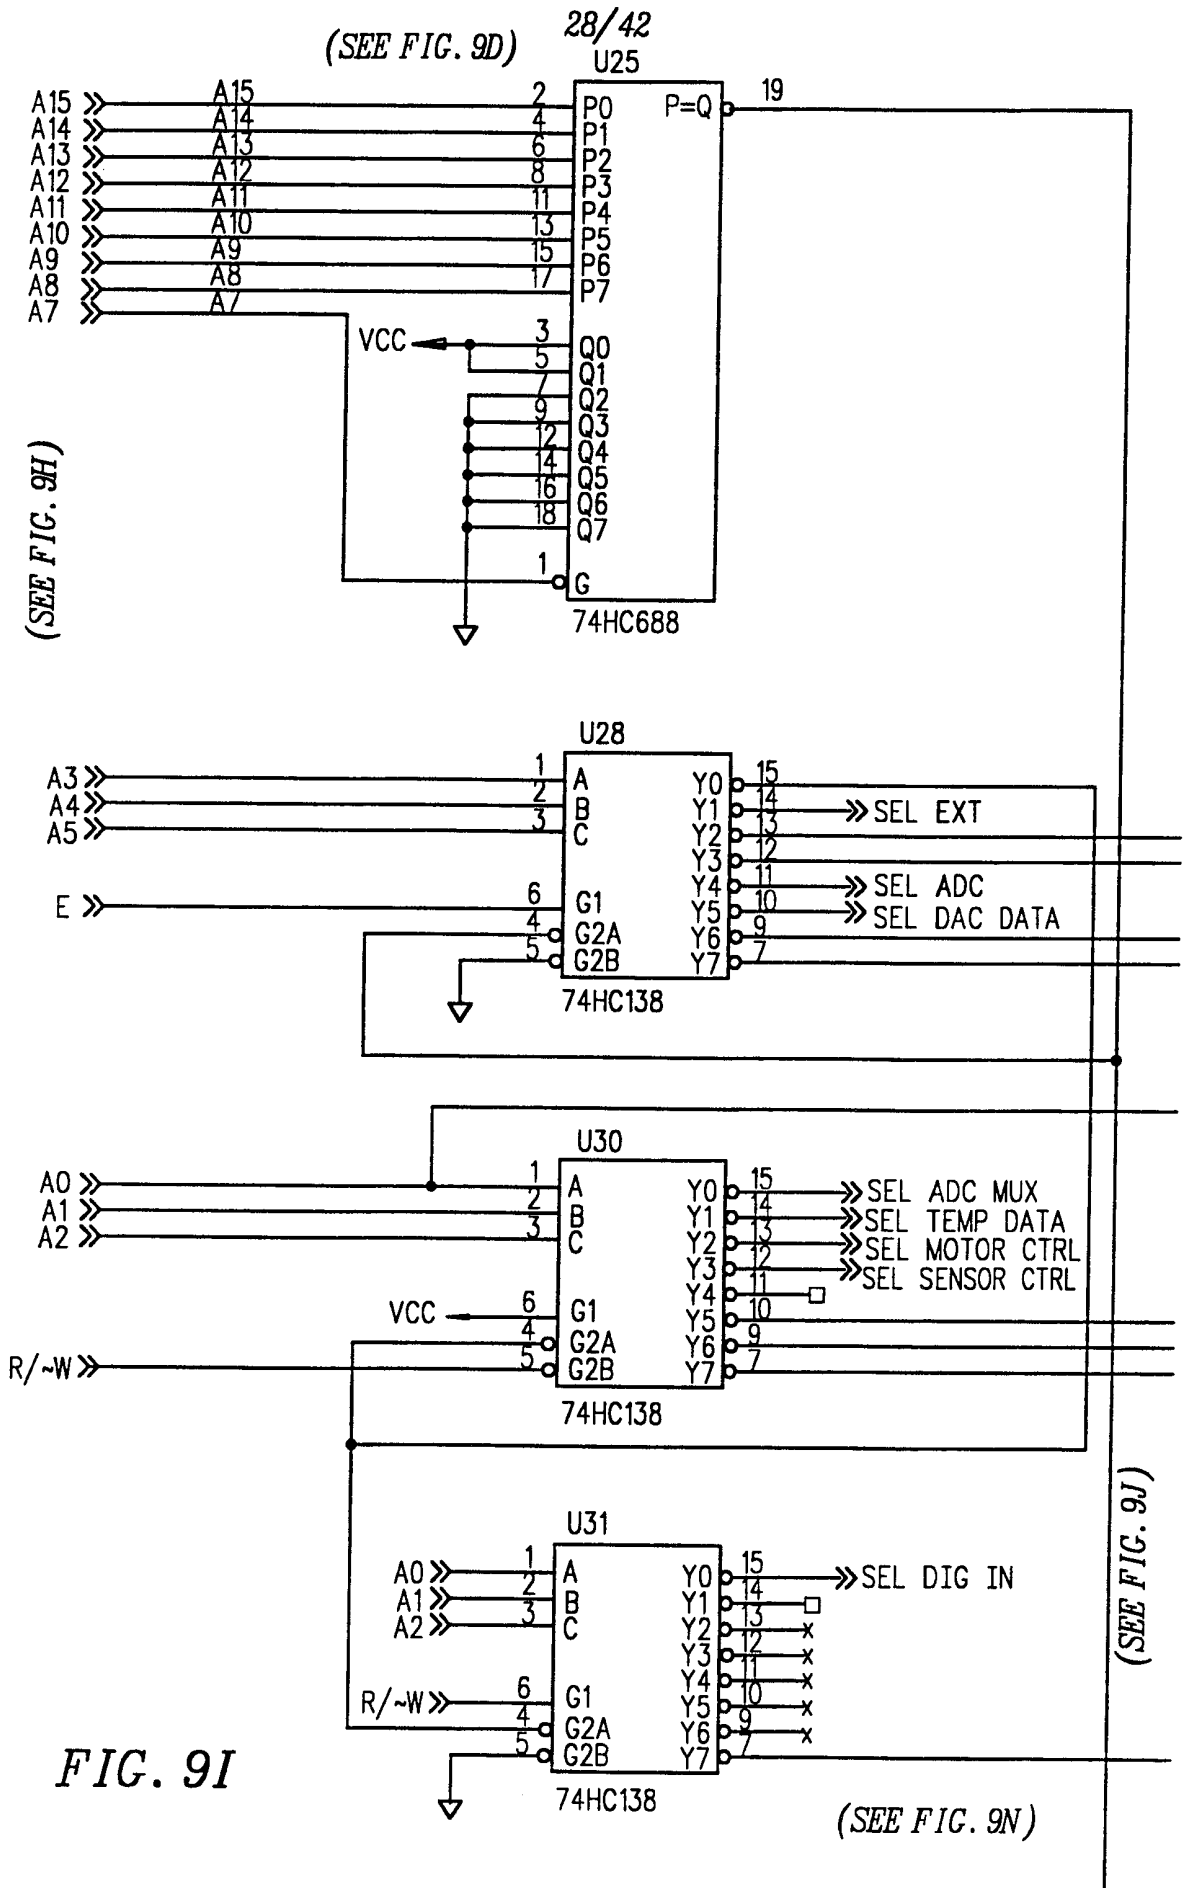 28/42
(SEE FIG. 9D)
U25
A15 A15 2 P0 P=Q 19
A14 A14 4 P1
A13 A13 6 P2
A12 A12 8 P3
A11 A11 11 P4
A10 A10 13 P5
A9 A9 15 P6
A8 A8 17 P7
A7 A7
VCC 3 Q0
5 Q1
7 Q2
9 Q3
12 Q4
14 Q5
16 Q6
18 Q7
1 G
74HC688
(SEE FIG. 9H)
U28
A3 1 A Y0 15
A4 2 B Y1 14 SEL EXT
A5 3 C Y2 13
Y3 12
Y4 11 SEL ADC
E 6 G1 Y5 10 SEL DAC DATA
4 G2A Y6 9
5 G2B Y7 7
74HC138
U30
A0 1 A Y0 15 SEL ADC MUX
A1 2 B Y1 14 SEL TEMP DATA
A2 3 C Y2 13 SEL MOTOR CTRL
Y3 12 SEL SENSOR CTRL
Y4 11
VCC 6 G1 Y5 10
4 G2A Y6 9
R/~W 5 G2B Y7 7
74HC138
(SEE FIG. 9J)
U31
A0 1 A Y0 15 SEL DIG IN
A1 2 B Y1 14
A2 3 C Y2 13 x
Y3 12 x
Y4 11 x
R/~W 6 G1 Y5 10 x
4 G2A Y6 9 x
5 G2B Y7 7
74HC138
FIG. 9I
(SEE FIG. 9N)